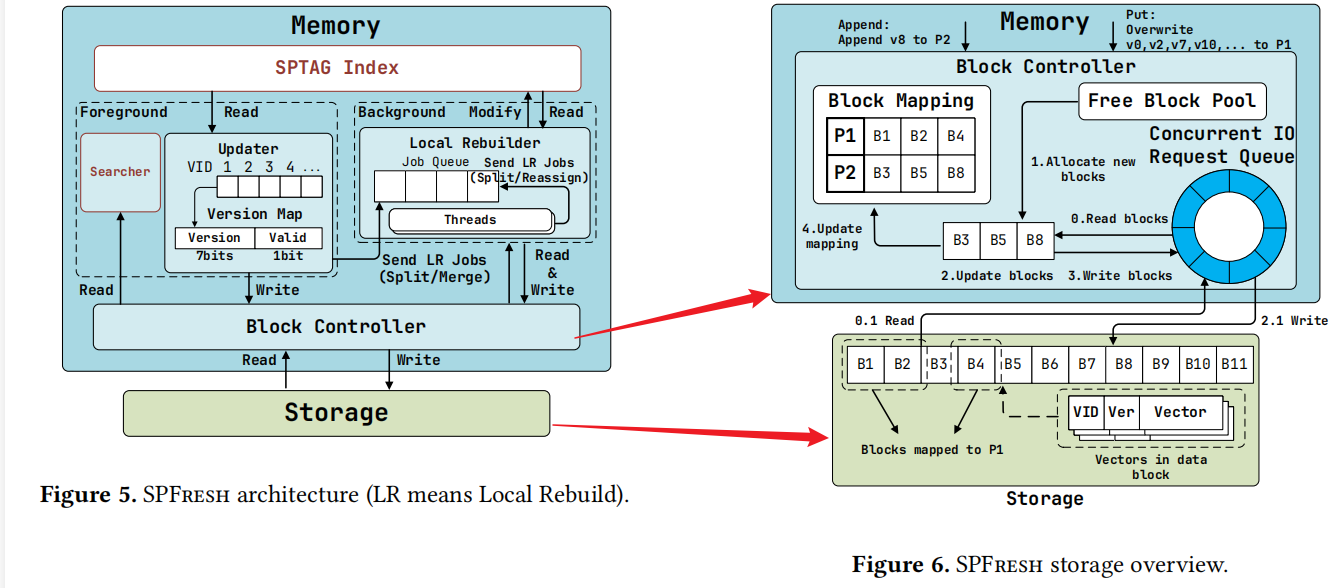 Memory
SPTAG Index
Foreground
Read
Background
Modify
Read
Searcher
Updater
VID 1 2 3 4 ...
Version Map
Version Valid
7bits 1bit
Local Rebuilder
Job Queue
Send LR Jobs
(Split/Reassign)
Threads
Send LR Jobs
(Split/Merge)
Read
&
Write
Read
Write
Block Controller
Read
Write
Storage
Figure 5. SPFRESH architecture (LR means Local Rebuild).
Memory
Append:
Append v8 to P2
Put:
Overwrite
v0,v2,v7,v10,... to P1
Block Controller
Block Mapping
P1 B1 B2 B4
P2 B3 B5 B8
Free Block Pool
Concurrent IO
Request Queue
1.Allocate new
blocks
0.Read blocks
4.Update
mapping
B3 B5 B8
2.Update blocks
3.Write blocks
0.1 Read
2.1 Write
B1 B2 B3 B4 B5 B6 B7 B8 B9 B10 B11
VID Ver Vector
Blocks mapped to P1
Vectors in data
block
Storage
Figure 6. SPFRESH storage overview.